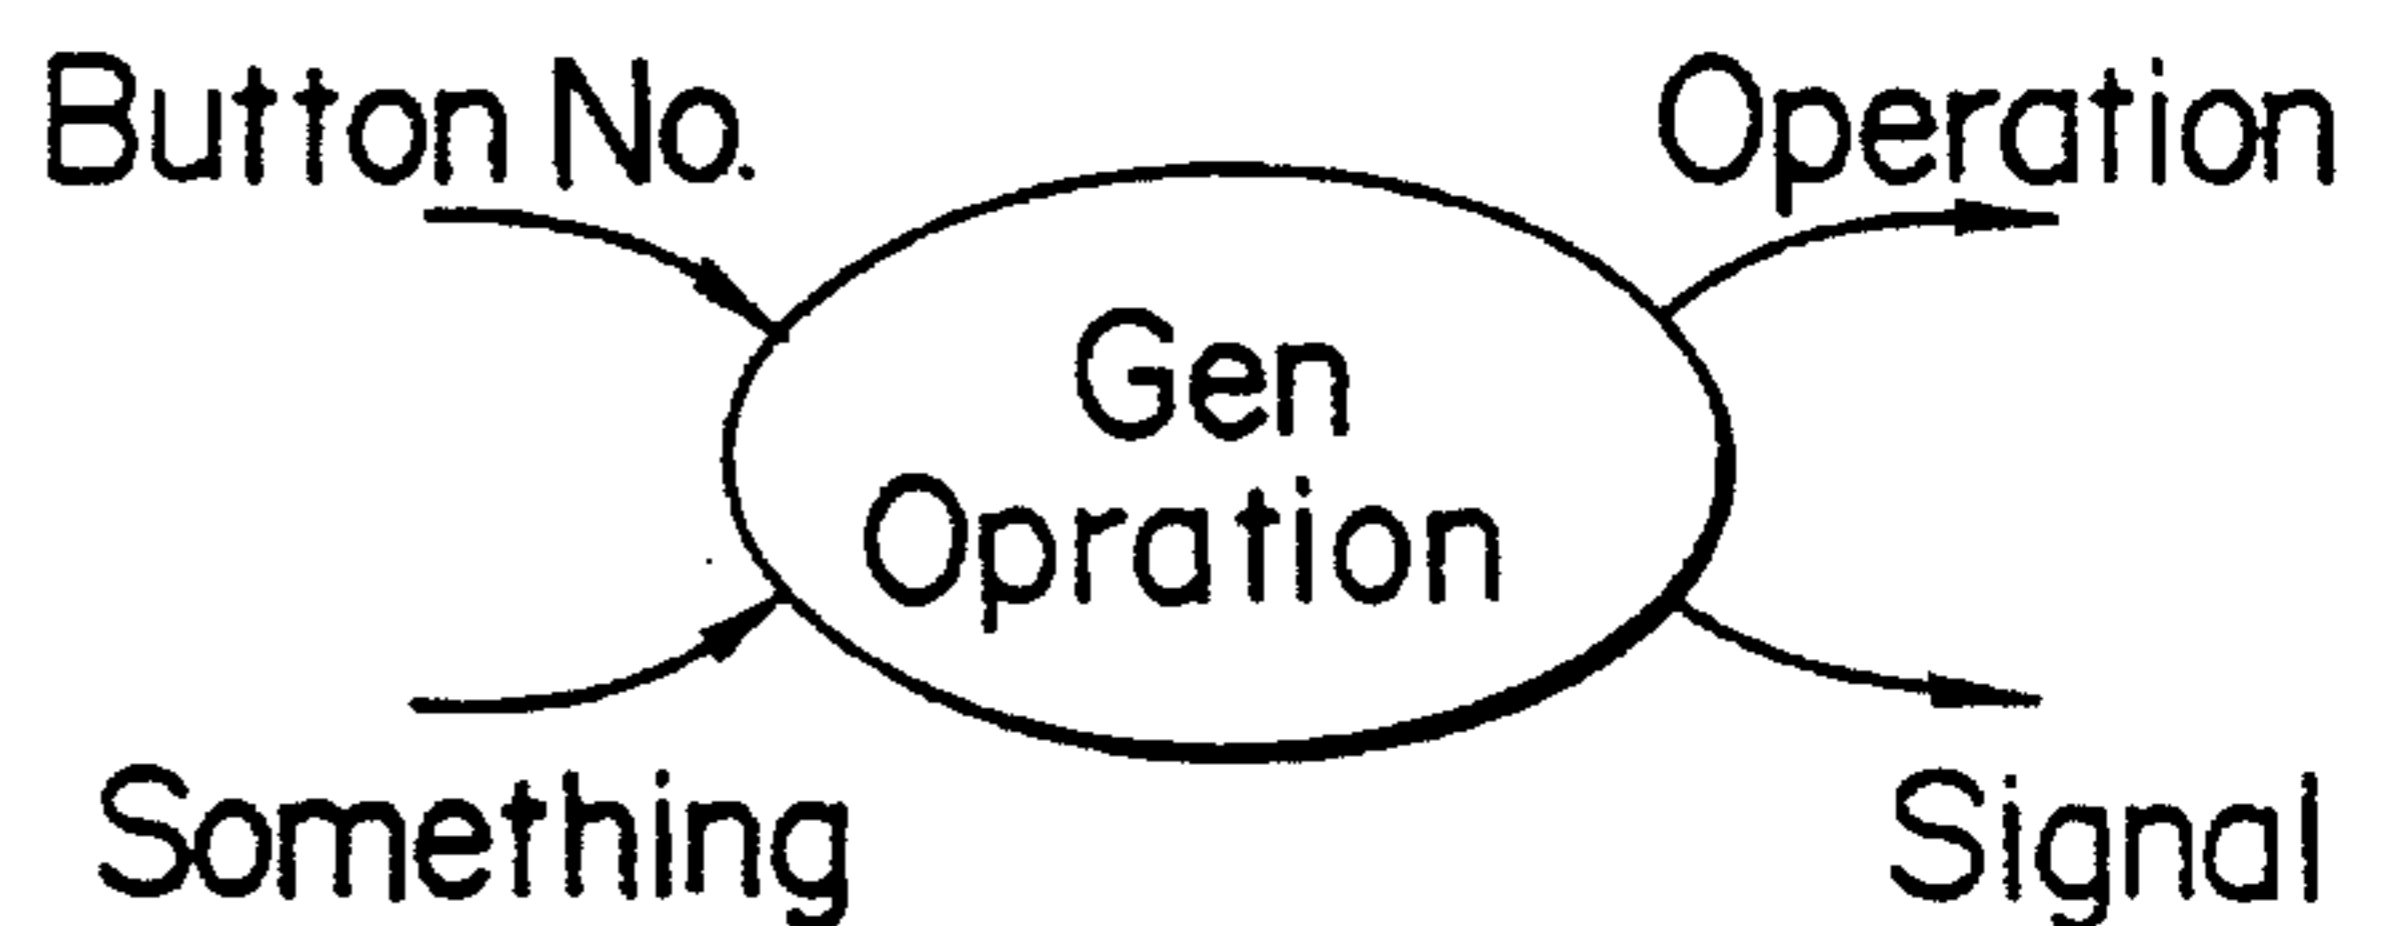 Button No.
Operation
Gen
Opration
Something
Signal